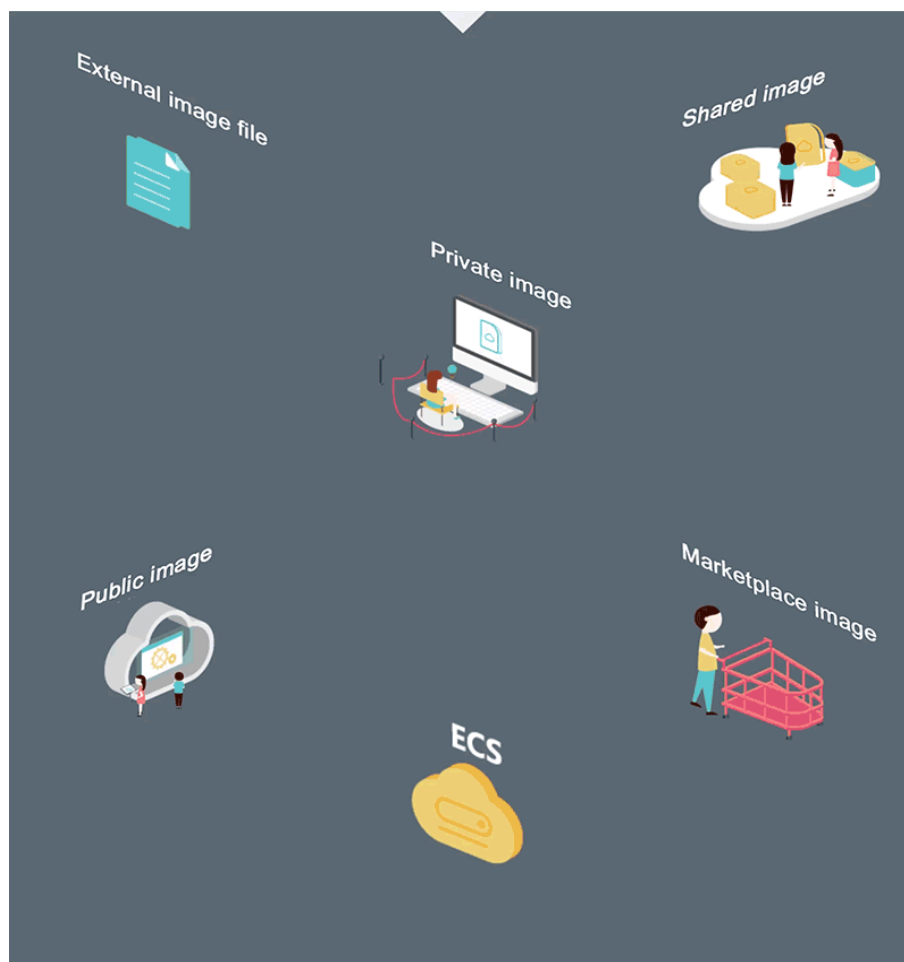 External image file
Shared image
Private image
Public image
Marketplace image
ECS